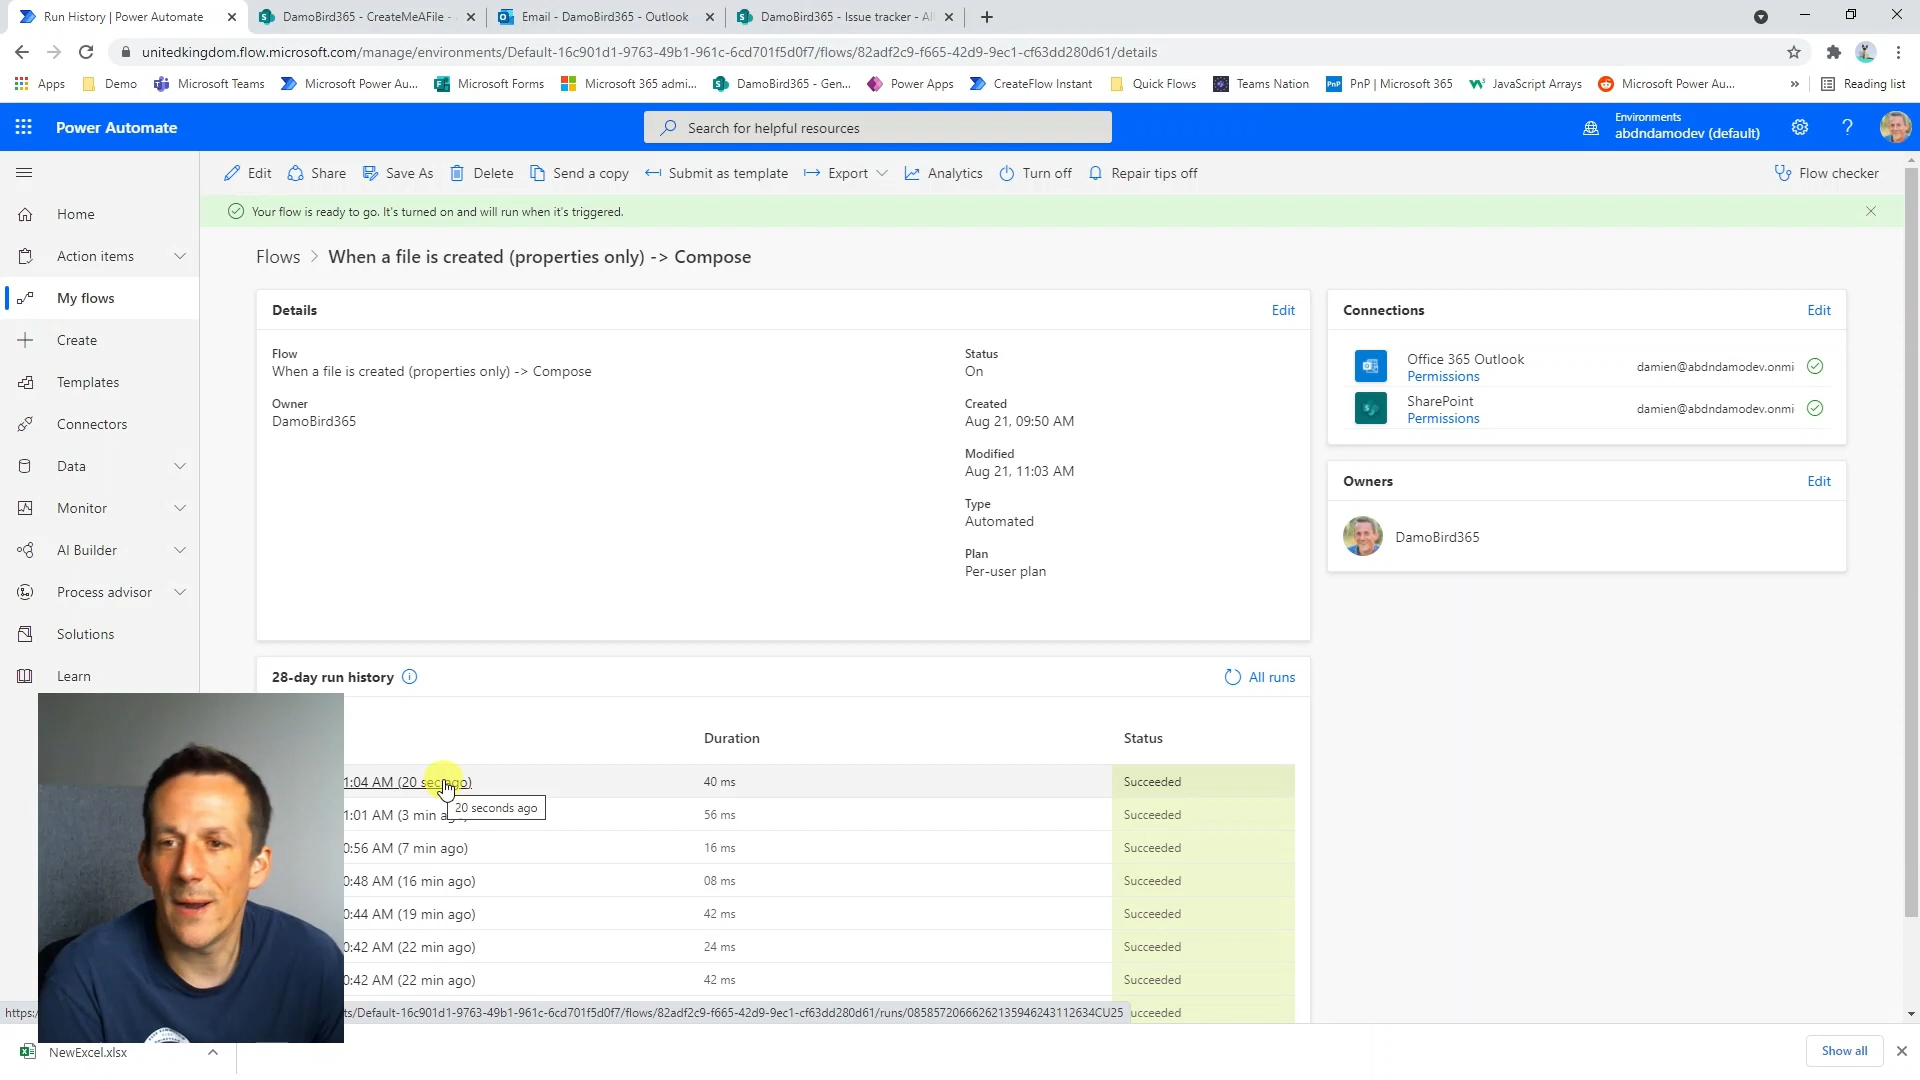 Run History | Power Automate
DamoBird365 - CreateMeAFile -
Email - DamoBird365 - Outlook
DamoBird365 - Issue tracker - All
unitedkingdom.flow.microsoft.com/manage/environments/Default-16c901d1-9763-49b1-961c-6cd701f5d0f7/flows/82adf2c9-f665-42d9-9ec1-cf63dd280d61/details
Apps
Demo
Microsoft Teams
Microsoft Power Au...
Microsoft Forms
Microsoft 365 admi...
DamoBird365 - Gen...
Power Apps
CreateFlow Instant
Quick Flows
Teams Nation
PnP | Microsoft 365
JavaScript Arrays
Microsoft Power Au...
Reading list
Power Automate
Search for helpful resources
Environments
abdndamodev (default)
Edit
Share
Save As
Delete
Send a copy
Submit as template
Export
Analytics
Turn off
Repair tips off
Flow checker
Your flow is ready to go. It's turned on and will run when it's triggered.
Home
Action items
My flows
Create
Templates
Connectors
Data
Monitor
AI Builder
Process advisor
Solutions
Learn
Flows > When a file is created (properties only) -> Compose
Details
Edit
Flow
When a file is created (properties only) -> Compose
Owner
DamoBird365
Status
On
Created
Aug 21, 09:50 AM
Modified
Aug 21, 11:03 AM
Type
Automated
Plan
Per-user plan
Connections
Edit
Office 365 Outlook
Permissions
damien@abdndamodev.onmi
SharePoint
Permissions
damien@abdndamodev.onmi
Owners
Edit
DamoBird365
28-day run history
All runs
Duration
Status
1:04 AM (20 sec ago)
40 ms
Succeeded
20 seconds ago
1:01 AM (3 min ago)
56 ms
Succeeded
0:56 AM (7 min ago)
16 ms
Succeeded
0:48 AM (16 min ago)
08 ms
Succeeded
0:44 AM (19 min ago)
42 ms
Succeeded
0:42 AM (22 min ago)
24 ms
Succeeded
0:42 AM (22 min ago)
42 ms
Succeeded
ucceeded
https:/
ts/Default-16c901d1-9763-49b1-961c-6cd701f5d0f7/flows/82adf2c9-f665-42d9-9ec1-cf63dd280d61/runs/08585720666262135946243112634CU25
NewExcel.xlsx
Show all